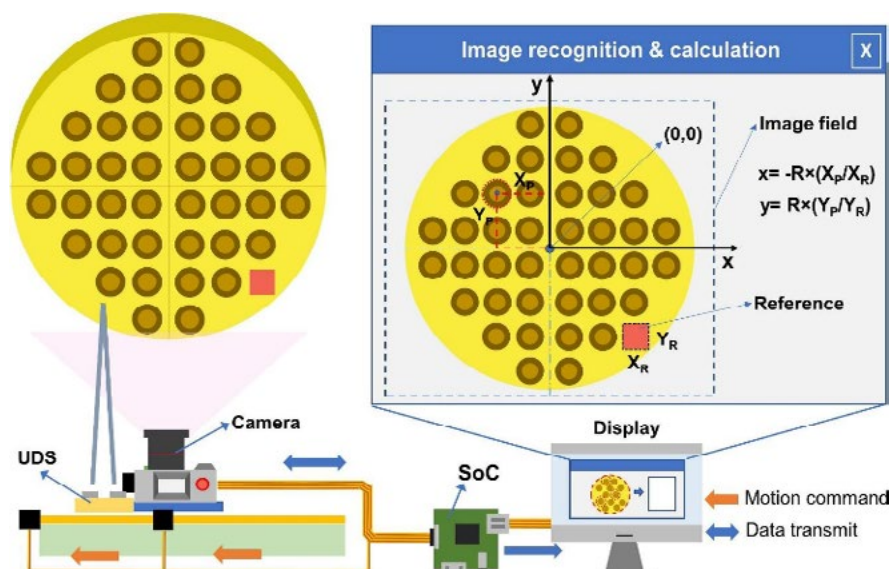 Image recognition & calculation
X
y
(0,0)
Image field
X_P
x= -R×(X_P/X_R)
Y_P
y= R×(Y_P/Y_R)
x
Reference
Y_R
X_R
Camera
Display
UDS
SoC
Motion command
Data transmit